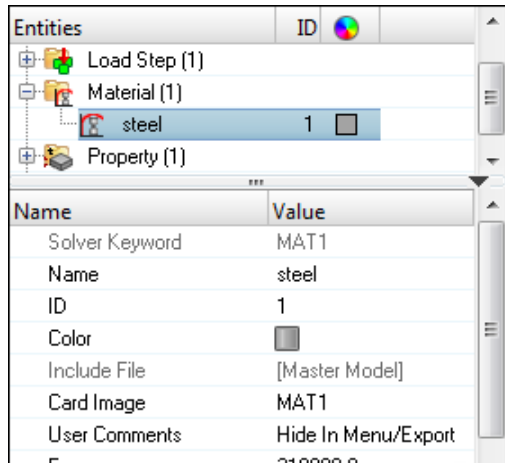 Entities ID
Load Step (1)
Material (1)
steel 1
Property (1)
Name Value
Solver Keyword MAT1
Name steel
ID 1
Color
Include File [Master Model]
Card Image MAT1
User Comments Hide In Menu/Export